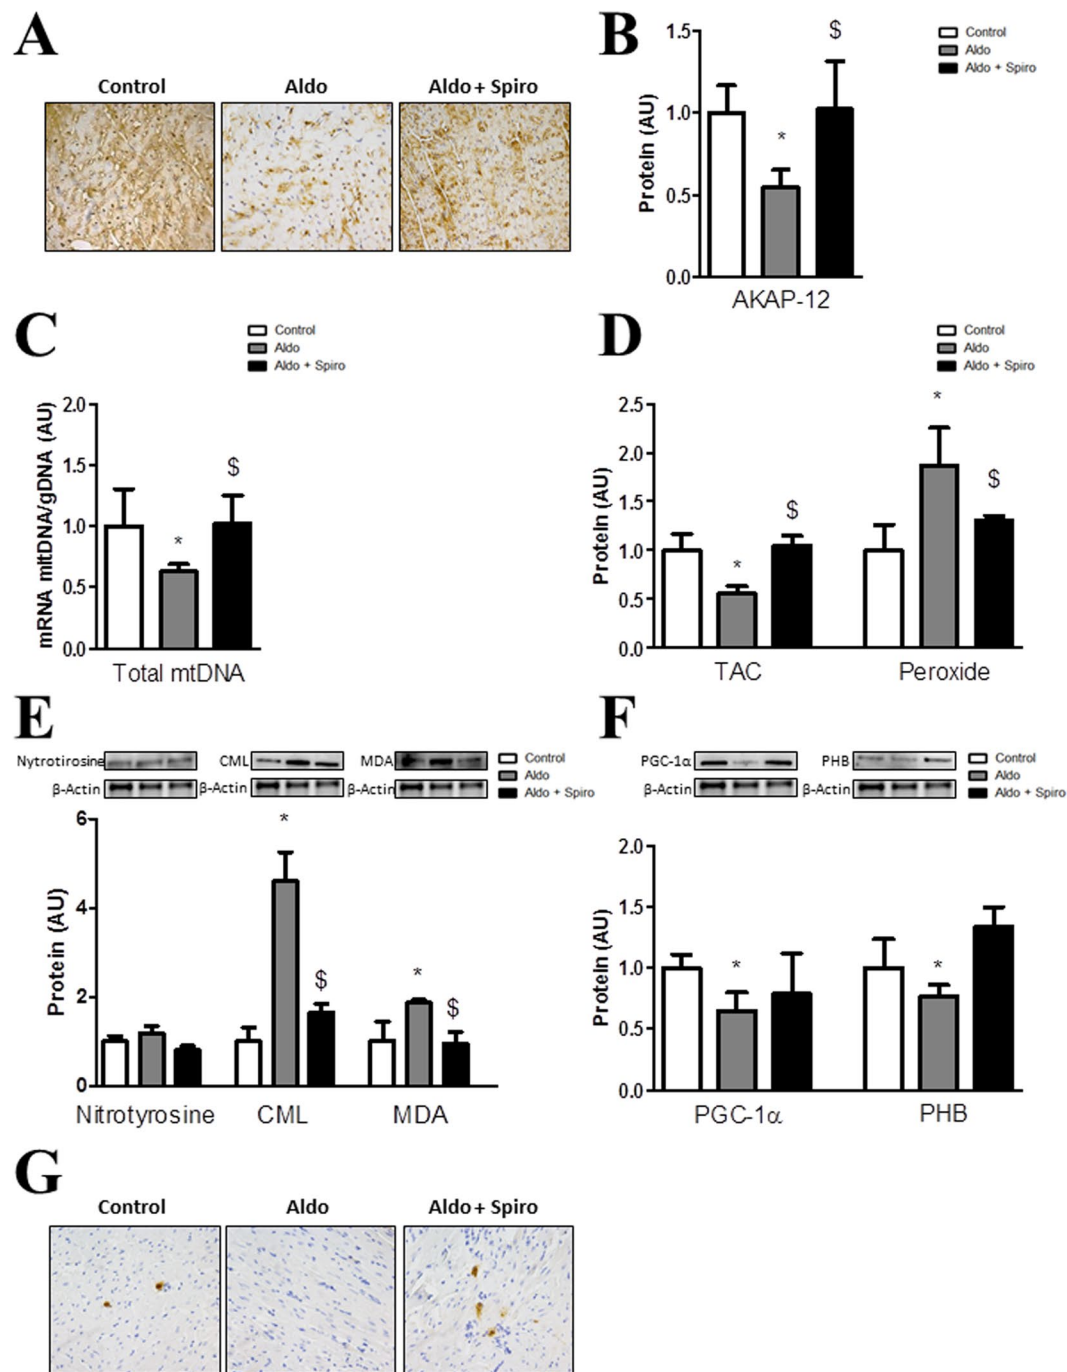 A
Control
Aldo
Aldo + Spiro
B
Control
Aldo
Aldo + Spiro
Protein (AU)
1.5
1.0
0.5
0.0
*
$
AKAP-12
C
Control
Aldo
Aldo + Spiro
mRNA mitDNA/gDNA (AU)
2.0
1.5
1.0
0.5
0.0
*
$
Total mtDNA
D
Control
Aldo
Aldo + Spiro
Protein (AU)
2.5
2.0
1.5
1.0
0.5
0.0
*
$
*
$
TAC
Peroxide
E
Nytrotirosine
CML
MDA
β-Actin
β-Actin
β-Actin
Control
Aldo
Aldo + Spiro
Protein (AU)
6
4
2
0
*
$
*
$
Nitrotyrosine
CML
MDA
F
PGC-1α
PHB
β-Actin
β-Actin
Control
Aldo
Aldo + Spiro
Protein (AU)
2.0
1.5
1.0
0.5
0.0
*
*
PGC-1α
PHB
G
Control
Aldo
Aldo + Spiro